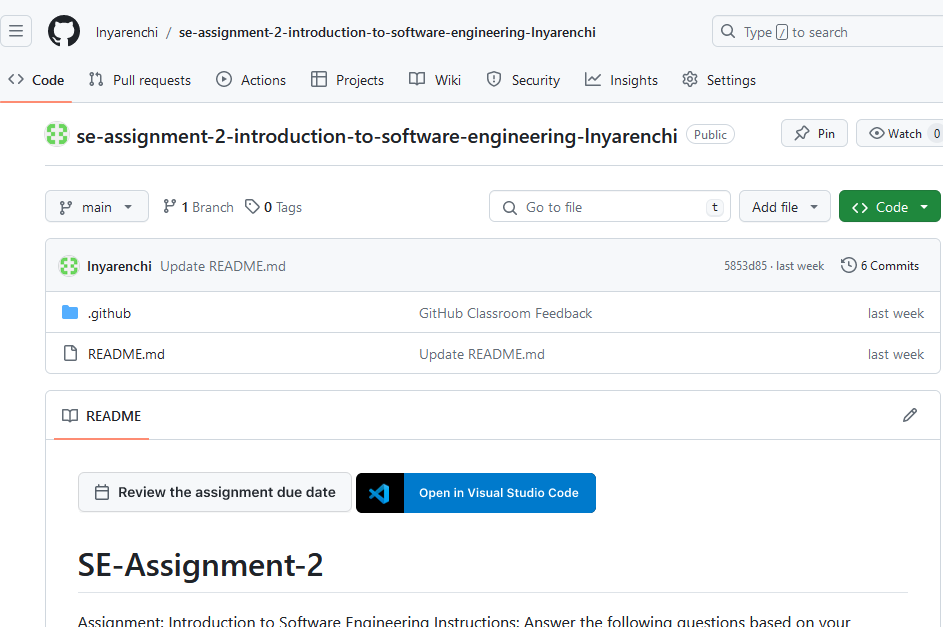 Inyarenchi / se-assignment-2-introduction-to-software-engineering-Inyarenchi Type / to search
Code Pull requests Actions Projects Wiki Security Insights Settings
se-assignment-2-introduction-to-software-engineering-Inyarenchi Public Pin Watch 0
main 1 Branch 0 Tags Go to file t Add file Code
Inyarenchi Update README.md 5853d85 · last week 6 Commits
.github GitHub Classroom Feedback last week
README.md Update README.md last week
README
Review the assignment due date Open in Visual Studio Code
SE-Assignment-2
Assignment: Introduction to Software Engineering Instructions: Answer the following questions based on your